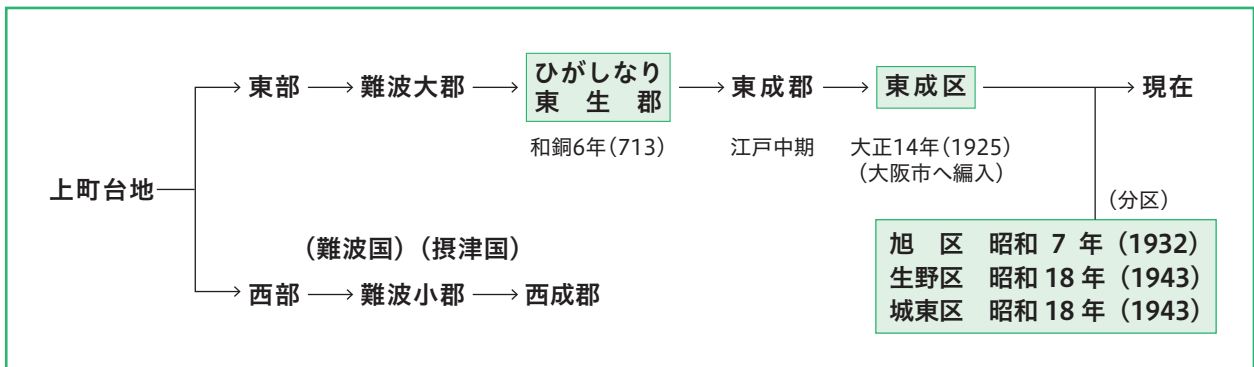 上町台地
東部
難波大郡
ひがしなり
東生郡
和銅6年(713)
東成郡
江戸中期
東成区
大正14年(1925)
(大阪市へ編入)
現在
(分区)
旭区 昭和7年(1932)
生野区 昭和18年(1943)
城東区 昭和18年(1943)
(難波国)(摂津国)
西部
難波小郡
西成郡